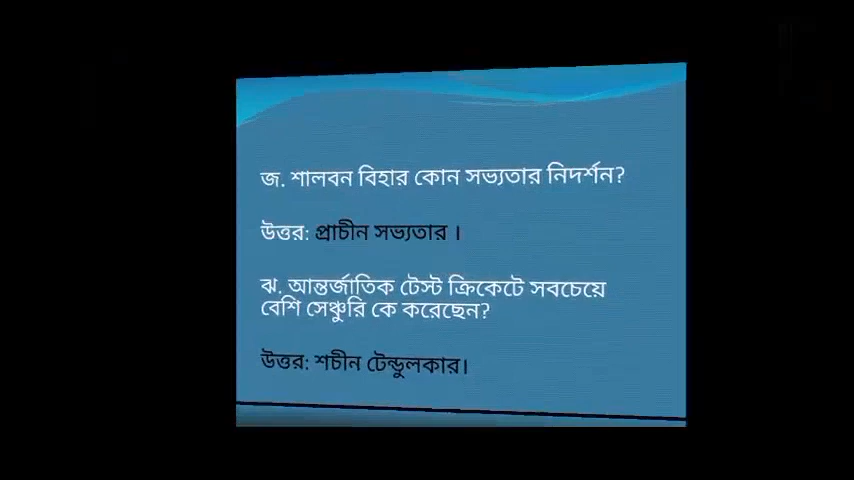 জ. শালবন বিহার কোন সভ্যতার নিদর্শন?
উত্তর: প্রাচীন সভ্যতার ।
ঝ. আন্তর্জাতিক টেস্ট ক্রিকেটে সবচেয়ে
বেশি সেঞ্চুরি কে করেছেন?
উত্তর: শচীন টেন্ডুলকার।